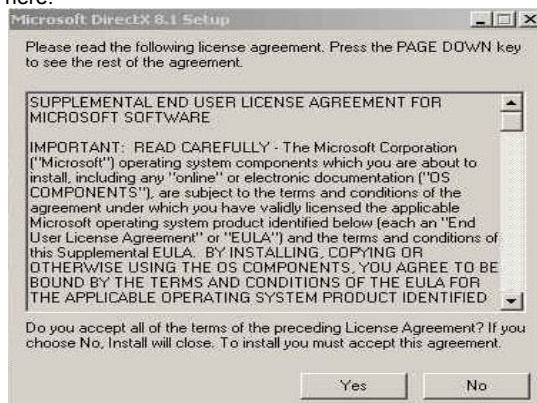 here.
Microsoft DirectX 8.1 Setup
Please read the following license agreement. Press the PAGE DOWN key
to see the rest of the agreement.
SUPPLEMENTAL END USER LICENSE AGREEMENT FOR
MICROSOFT SOFTWARE
IMPORTANT: READ CAREFULLY - The Microsoft Corporation
("Microsoft") operating system components which you are about to
install, including any "online" or electronic documentation ("OS
COMPONENTS"), are subject to the terms and conditions of the
agreement under which you have validly licensed the applicable
Microsoft operating system product identified below (each an "End
User License Agreement" or "EULA") and the terms and conditions of
this Supplemental EULA. BY INSTALLING, COPYING OR
OTHERWISE USING THE OS COMPONENTS, YOU AGREE TO BE
BOUND BY THE TERMS AND CONDITIONS OF THE EULA FOR
THE APPLICABLE OPERATING SYSTEM PRODUCT IDENTIFIED
Do you accept all of the terms of the preceding License Agreement? If you
choose No, Install will close. To install you must accept this agreement.
Yes No